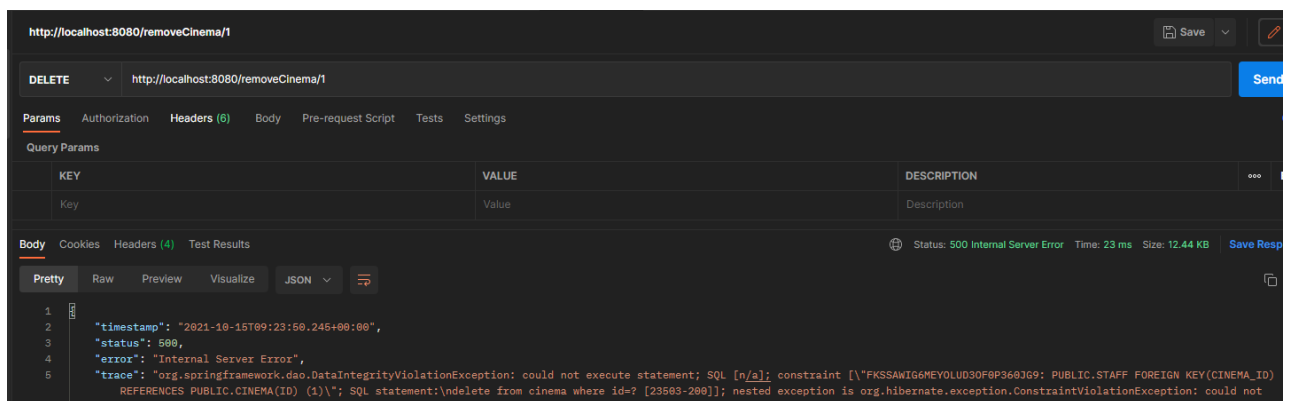 http://localhost:8080/removeCinema/1
Save
DELETE
http://localhost:8080/removeCinema/1
Send
Params Authorization Headers (6) Body Pre-request Script Tests Settings
Query Params
KEY VALUE DESCRIPTION ooo
Key Value Description
Body Cookies Headers (4) Test Results Status: 500 Internal Server Error Time: 23 ms Size: 12.44 KB Save Resp
Pretty Raw Preview Visualize JSON
1 {
2 "timestamp": "2021-10-15T09:23:50.245+00:00",
3 "status": 500,
4 "error": "Internal Server Error",
5 "trace": "org.springframework.dao.DataIntegrityViolationException: could not execute statement; SQL [n/a]; constraint [\"FKSSAWIG6MEYOLUD3OF0P360JG9: PUBLIC.STAFF FOREIGN KEY(CINEMA_ID)
REFERENCES PUBLIC.CINEMA(ID) (1)\"; SQL statement:\ndelete from cinema where id=? [23503-200]]; nested exception is org.hibernate.exception.ConstraintViolationException: could not